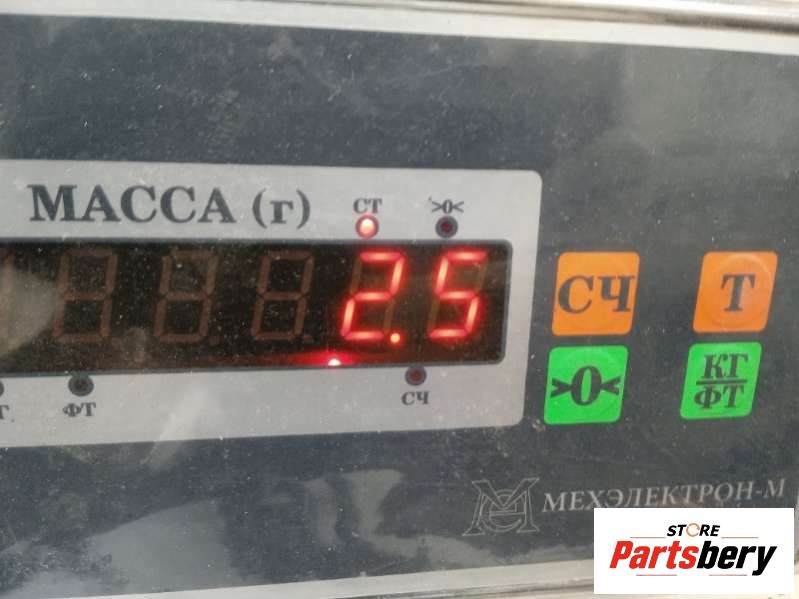 МАССА (г)
СТ >0<
2.5
ФТ СЧ
СЧ Т
>0< КГ
ФТ
МЕХЭЛЕКТРОН-М
STORE
Partsbery